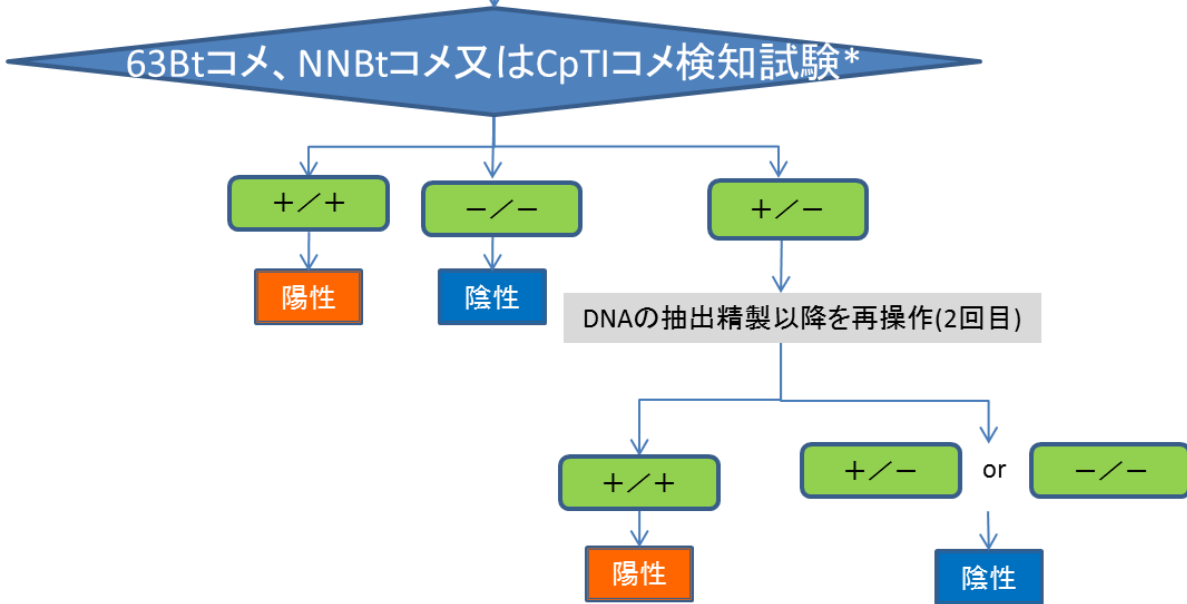 63Btコメ、NNBtコメ又はCpTIコメ検知試験*
+/+
-/-
+/-
陽性
陰性
DNAの抽出精製以降を再操作(2回目)
+/+
+/- or -/-
陽性
陰性